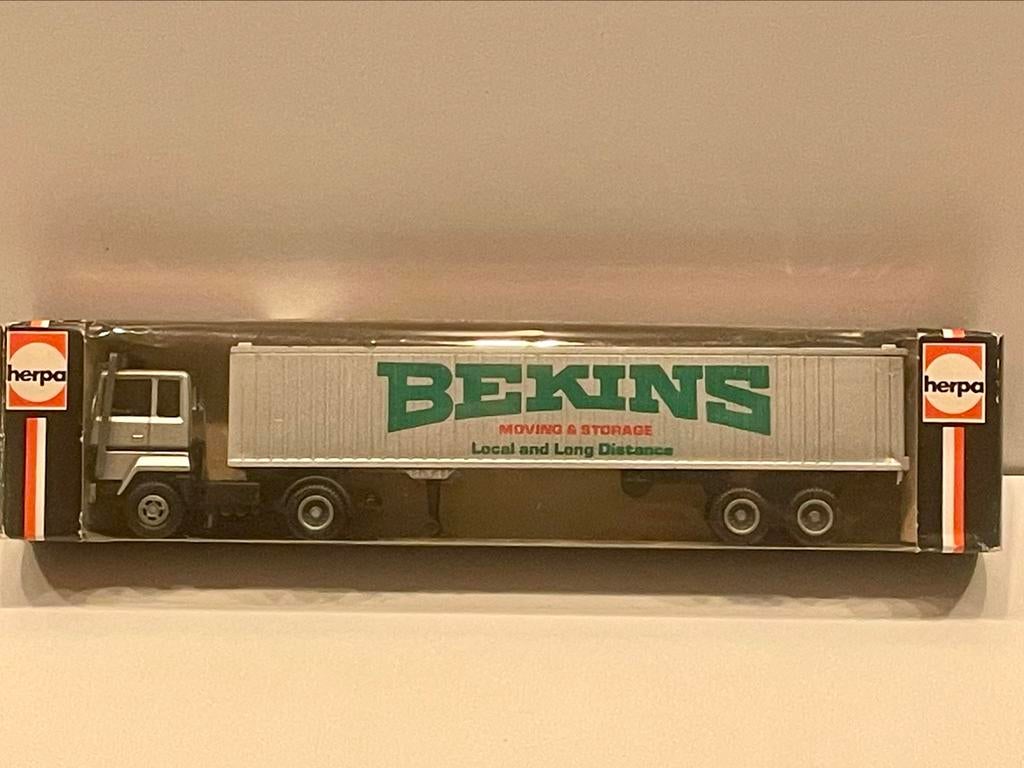 herpa
BEKINS
MOVING & STORAGE
Local and Long Distance
herpa